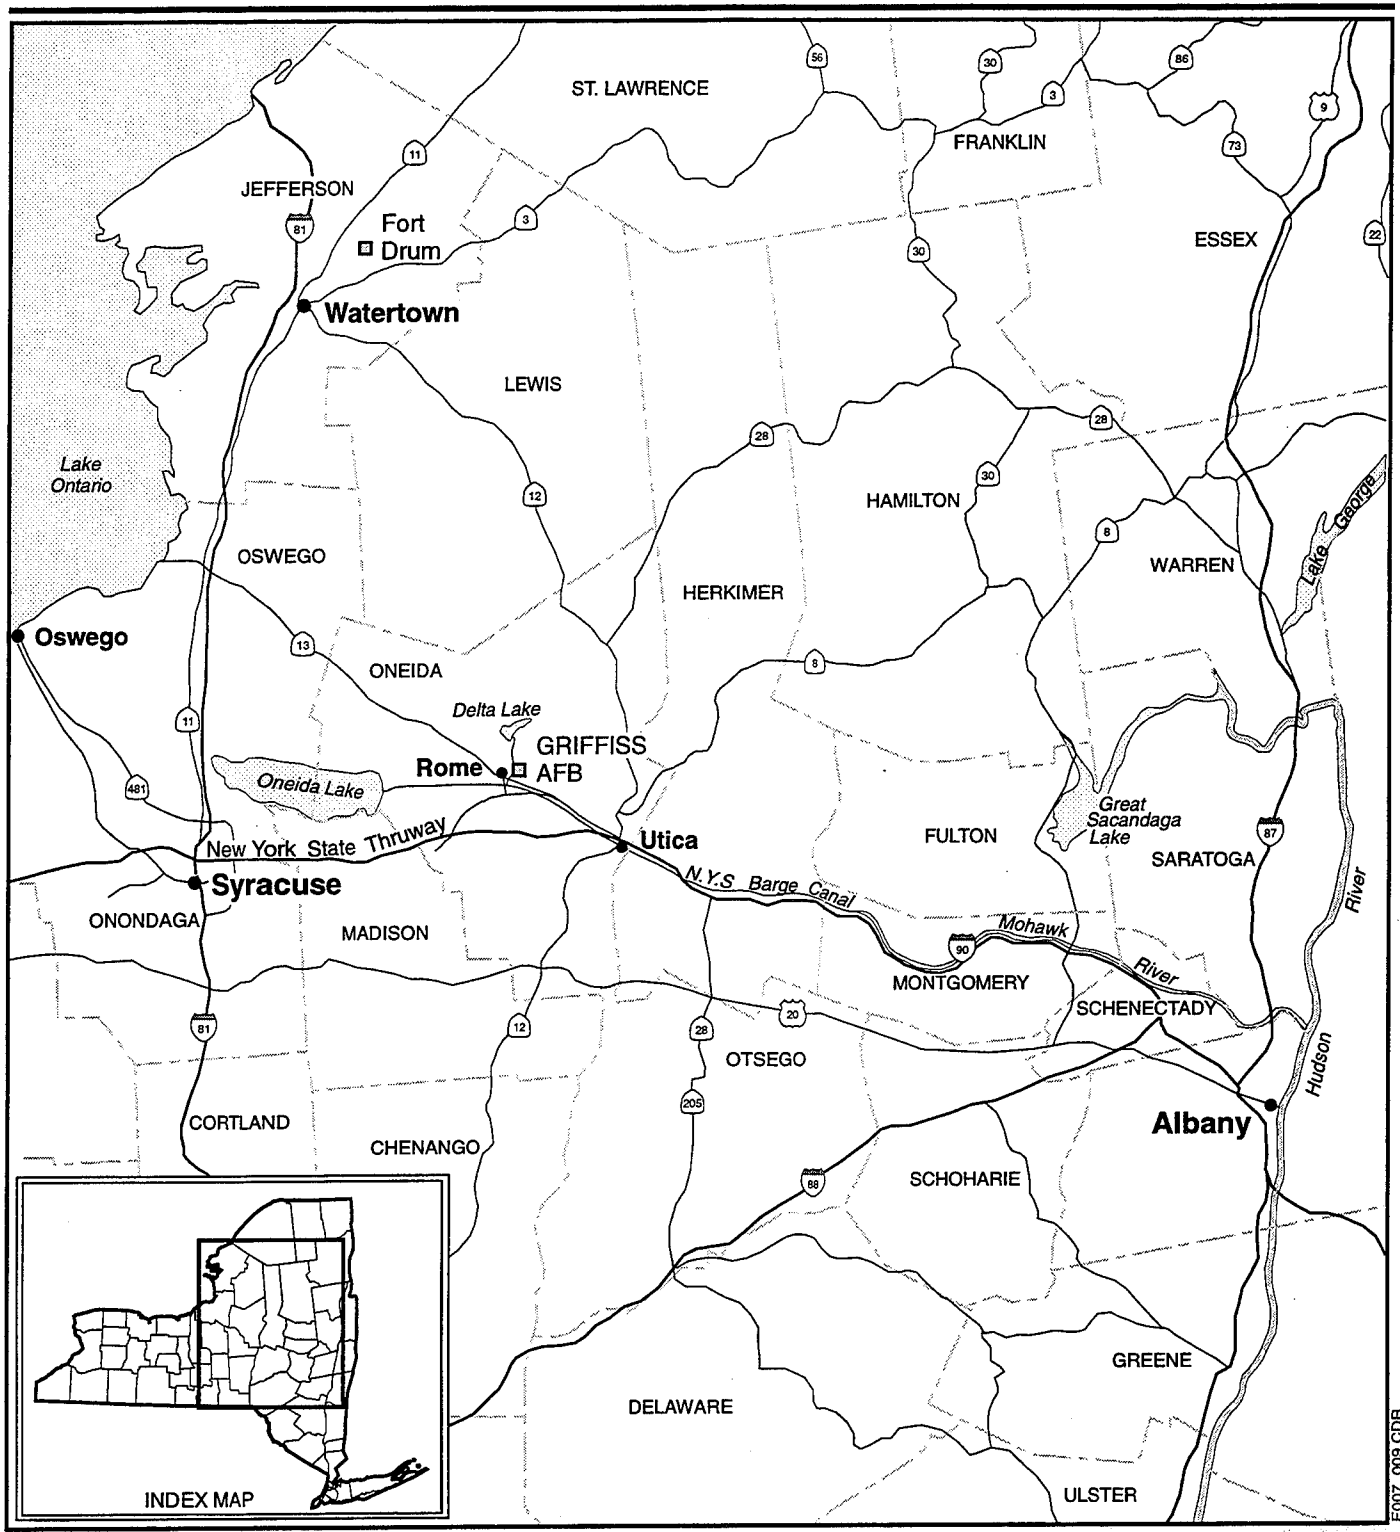 56
30
86
3
9
ST. LAWRENCE
FRANKLIN
73
11
JEFFERSON
81
Fort
Drum
3
30
ESSEX
22
Watertown
LEWIS
28
28
Lake
Ontario
12
HAMILTON
30
8
Lake George
OSWEGO
WARREN
HERKIMER
Oswego
13
ONEIDA
8
Delta Lake
11
GRIFFISS
AFB
Rome
481
Oneida Lake
Great
Sacandaga
Lake
New York State Thruway
Utica
FULTON
87
SARATOGA
Syracuse
N.Y.S Barge Canal
River
ONONDAGA
MADISON
90
Mohawk
River
MONTGOMERY
SCHENECTADY
81
12
28
20
OTSEGO
Hudson
205
CORTLAND
CHENANGO
Albany
88
SCHOHARIE
GREENE
DELAWARE
INDEX MAP
ULSTER